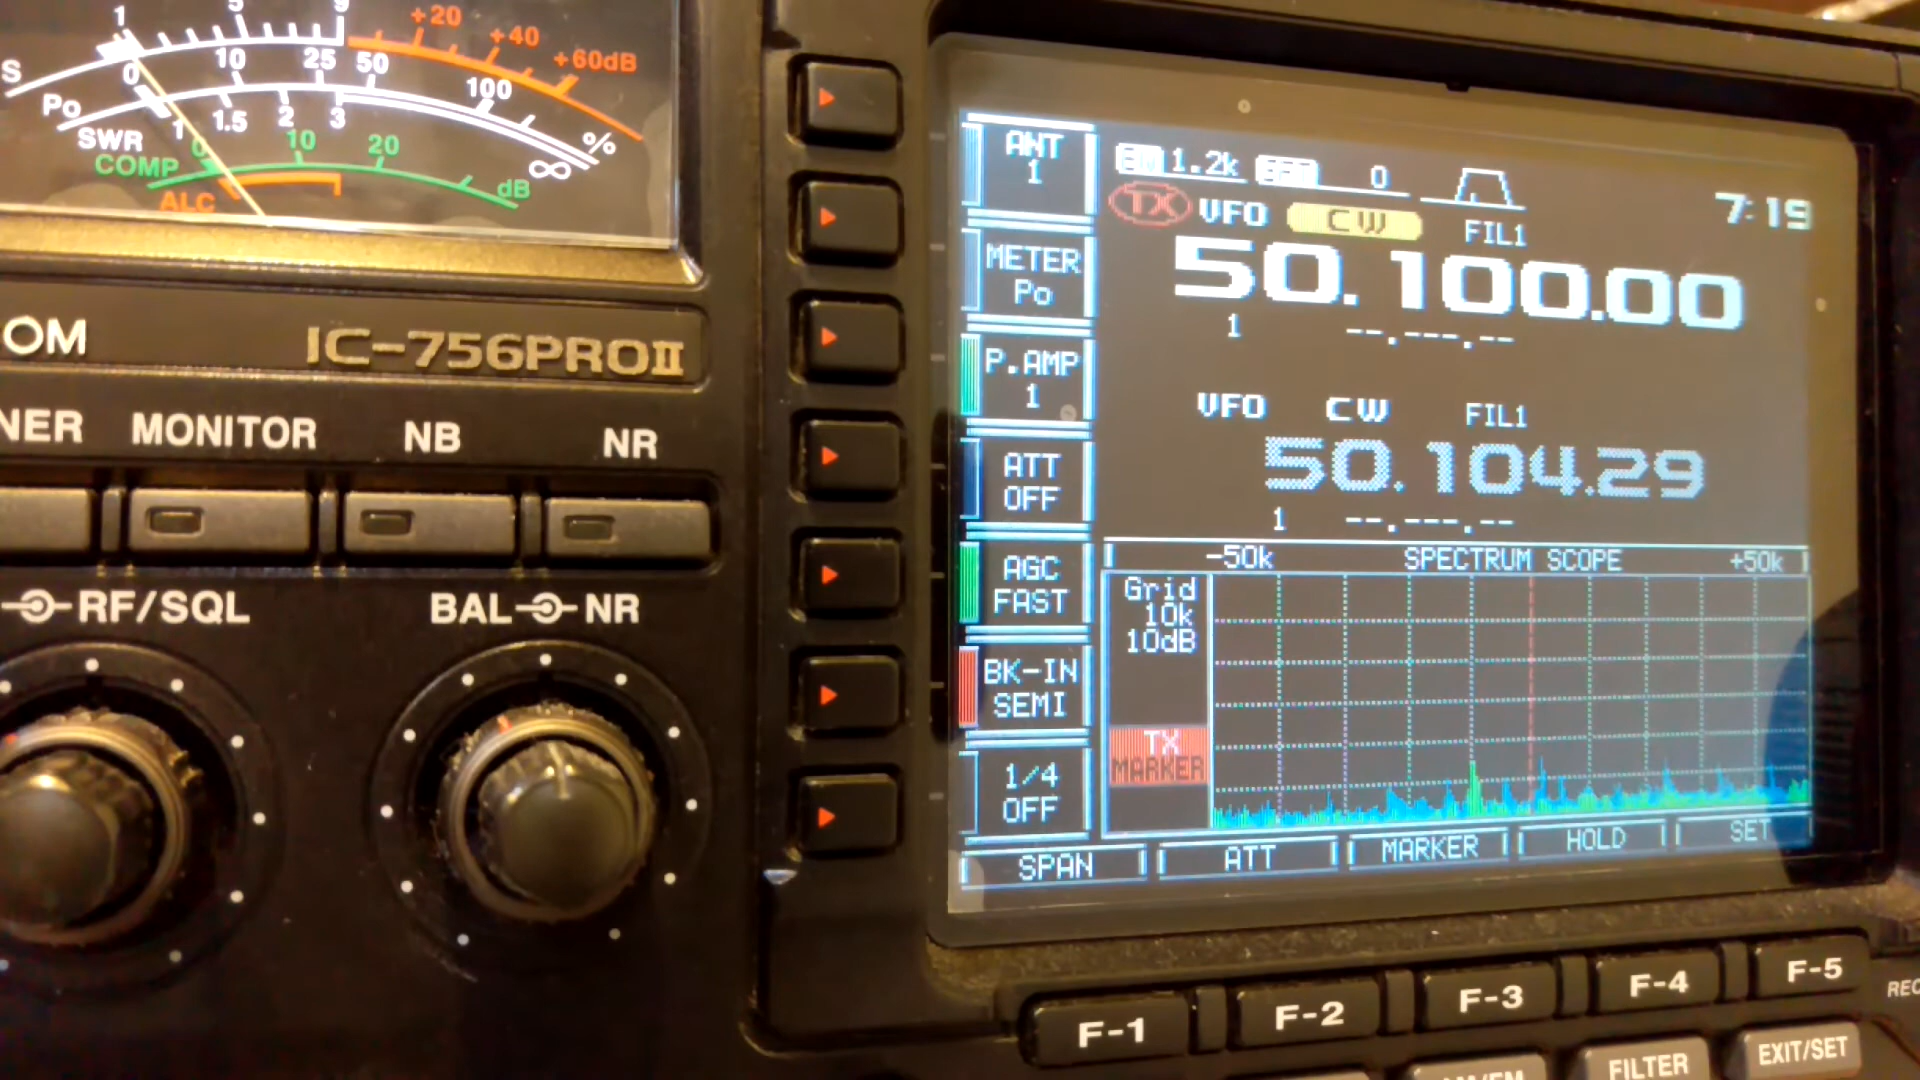 1 5 9 +20 +40 +60dB
S
0 10 25 50 100 %
Po
SWR 1 1.5 2 3 ∞
COMP 0 10 20 dB
ALC
OM IC-756PROII
NER MONITOR NB NR
RF/SQL BAL NR
ANT
1
METER
Po
P.AMP
1
ATT
OFF
AGC
FAST
BK-IN
SEMI
1/4
OFF
BW 1.2k SFT 0
7:19
TX VFO CW FIL1
50.100.00
1 --.---.--
VFO CW FIL1
50.104.29
1 --.---.--
-50k SPECTRUM SCOPE +50k
Grid
10k
10dB
TX
MARKER
SPAN ATT MARKER HOLD SET
F-1 F-2 F-3 F-4 F-5
REC
FILTER EXIT/SET